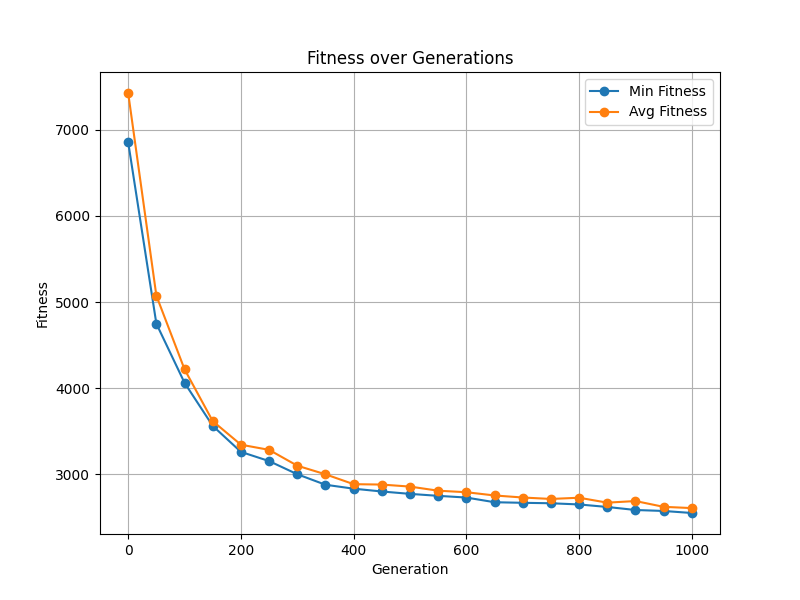 Fitness over Generations
Min Fitness
Avg Fitness
7000
6000
5000
4000
3000
Fitness
0 200 400 600 800 1000
Generation